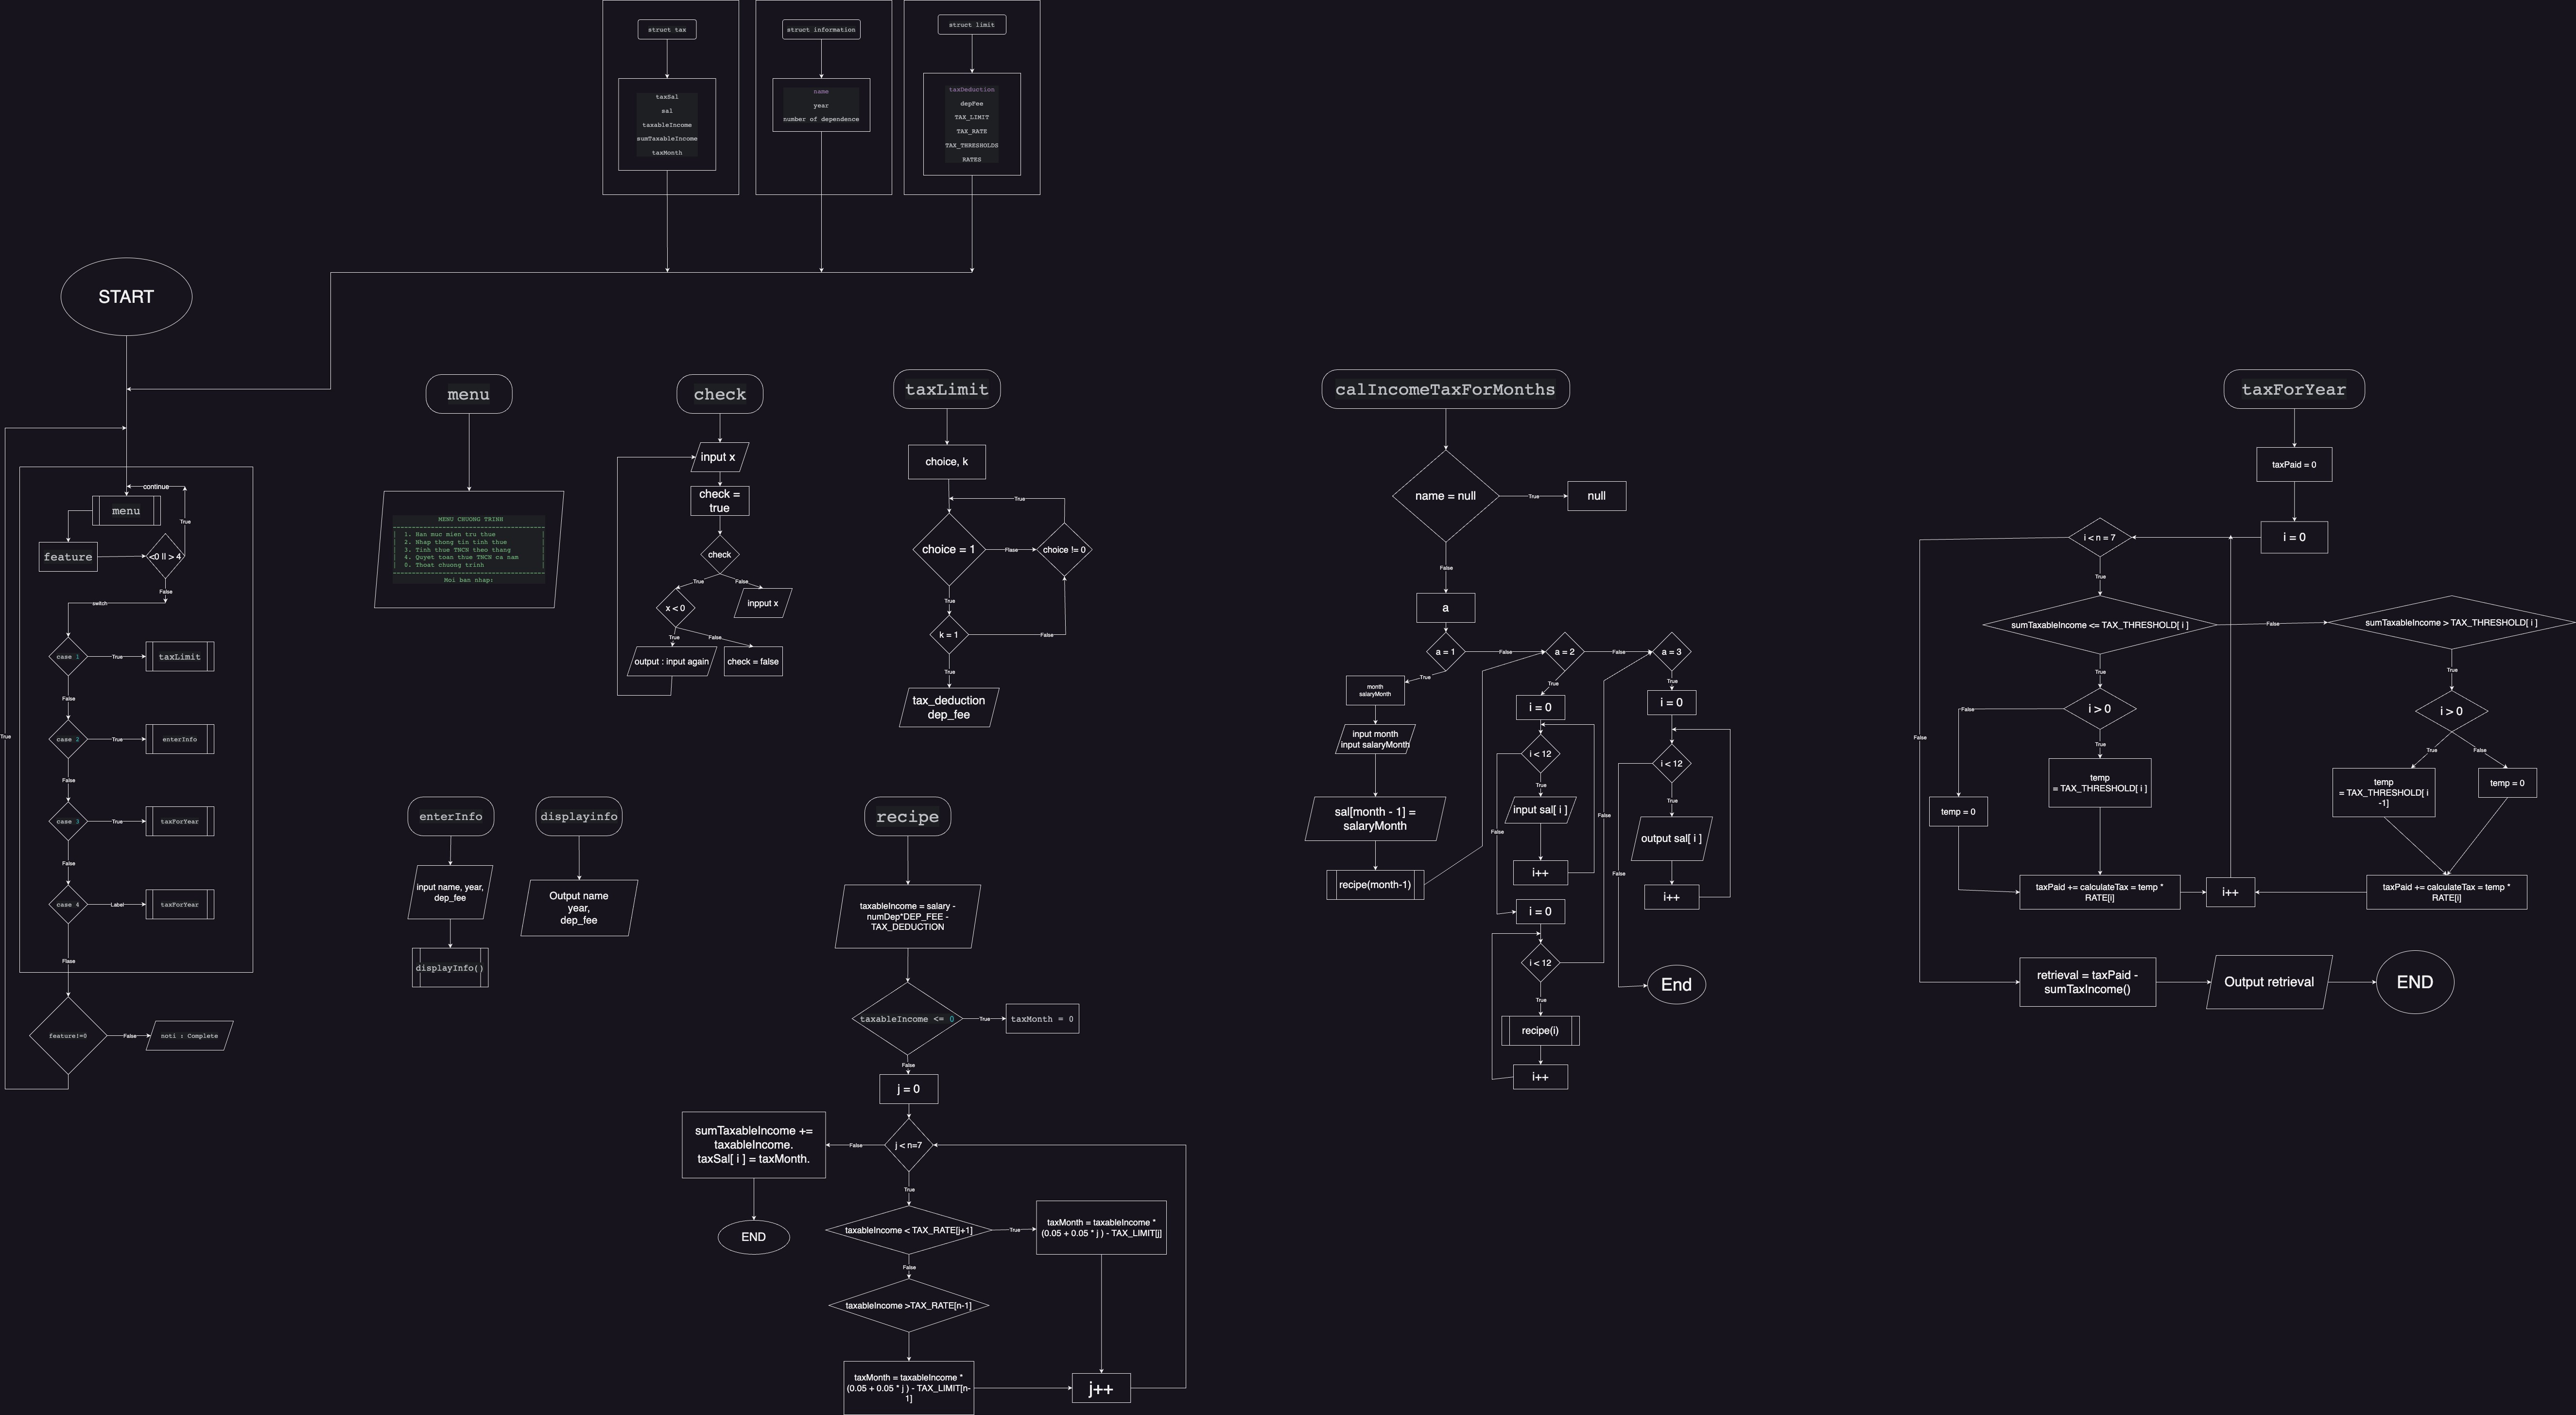 struct tax
taxSal
sal
taxableIncome
sumTaxableIncome
taxMonth
struct information
name
year
number of dependence
struct limit
taxDeduction
depFee
TAX_LIMIT
TAX_RATE
TAX_THRESHOLDS
RATES
START
continue
menu
True
feature
<0 II > 4
False
switch
case 1
True
taxLimit
False
case 2
True
enterInfo
False
case 3
True
taxForYear
False
case 4
Label
taxForYear
Flase
True
feature!=0
False
noti : Complete
menu
MENU CHUONG TRINH
========================================
| 1. Han muc mien tru thue |
| 2. Nhap thong tin tinh thue |
| 3. Tinh thue TNCN theo thang |
| 4. Quyet toan thue TNCN ca nam |
| 0. Thoat chuong trinh |
========================================
Moi ban nhap:
check
input x
check =
true
check
True
False
x < 0
inpput x
True
False
output : input again
check = false
taxLimit
choice, k
True
choice = 1
Flase
choice != 0
True
k = 1
False
True
tax_deduction
dep_fee
enterInfo
input name, year,
dep_fee
displayInfo()
displayinfo
Output name
year,
dep_fee
recipe
taxableIncome = salary -
numDep*DEP_FEE -
TAX_DEDUCTION
taxableIncome <= 0
True
taxMonth = 0
False
j = 0
j < n=7
False
sumTaxableIncome +=
taxableIncome.
taxSal[ i ] = taxMonth.
END
True
taxableIncome < TAX_RATE[j+1]
True
taxMonth = taxableIncome *
(0.05 + 0.05 * j ) - TAX_LIMIT[j]
False
taxableIncome >TAX_RATE[n-1]
taxMonth = taxableIncome *
(0.05 + 0.05 * j ) - TAX_LIMIT[n-
1]
j++
calIncomeTaxForMonths
name = null
True
null
False
a
a = 1
False
a = 2
False
a = 3
True
month
salaryMonth
input month
input salaryMonth
sal[month - 1] =
salaryMonth
recipe(month-1)
True
i = 0
i < 12
True
input sal[ i ]
False
i++
i = 0
i < 12
False
True
recipe(i)
i++
True
i = 0
i < 12
True
output sal[ i ]
False
i++
End
taxForYear
taxPaid = 0
i = 0
i < n = 7
True
False
sumTaxableIncome <= TAX_THRESHOLD[ i ]
False
sumTaxableIncome > TAX_THRESHOLD[ i ]
True
i > 0
False
True
temp
= TAX_THRESHOLD[ i ]
temp = 0
taxPaid += calculateTax = temp *
RATE[i]
i++
True
i > 0
True
False
temp
= TAX_THRESHOLD[ i
-1]
temp = 0
taxPaid += calculateTax = temp *
RATE[i]
retrieval = taxPaid -
sumTaxIncome()
Output retrieval
END